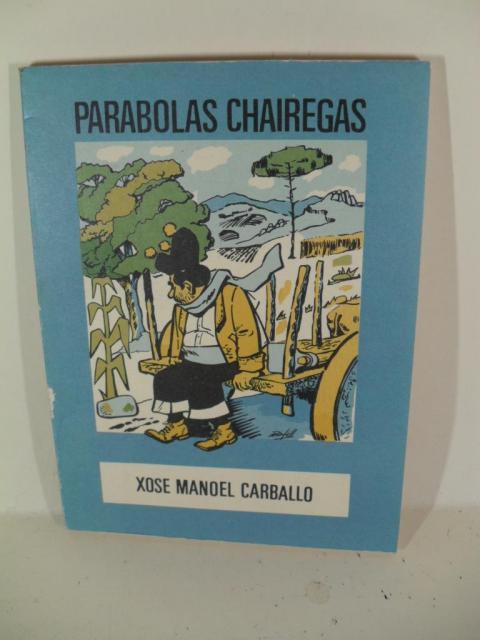 PARABOLAS CHAIREGAS
XOSE MANOEL CARBALLO